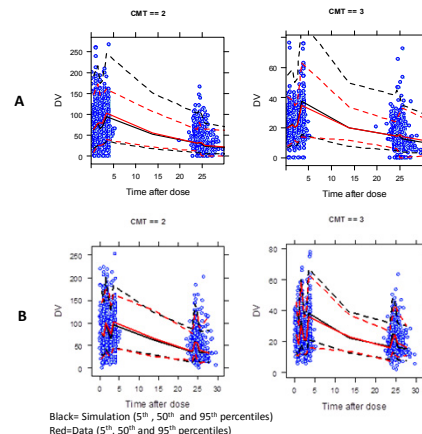 CMT == 2
CMT == 3
A
DV
250
200
150
100
50
0
0 5 10 15 20 25
Time after dose
DV
60
40
20
0
0 5 10 15 20 25
Time after dose
CMT == 2
CMT == 3
B
DV
250
200
150
100
50
0
0 5 10 15 20 25 30
Time after dose
DV
80
60
40
20
0
0 5 10 15 20 25 30
Time after dose
Black= Simulation (5th , 50th and 95th percentiles)
Red=Data (5th, 50th and 95th percentiles)